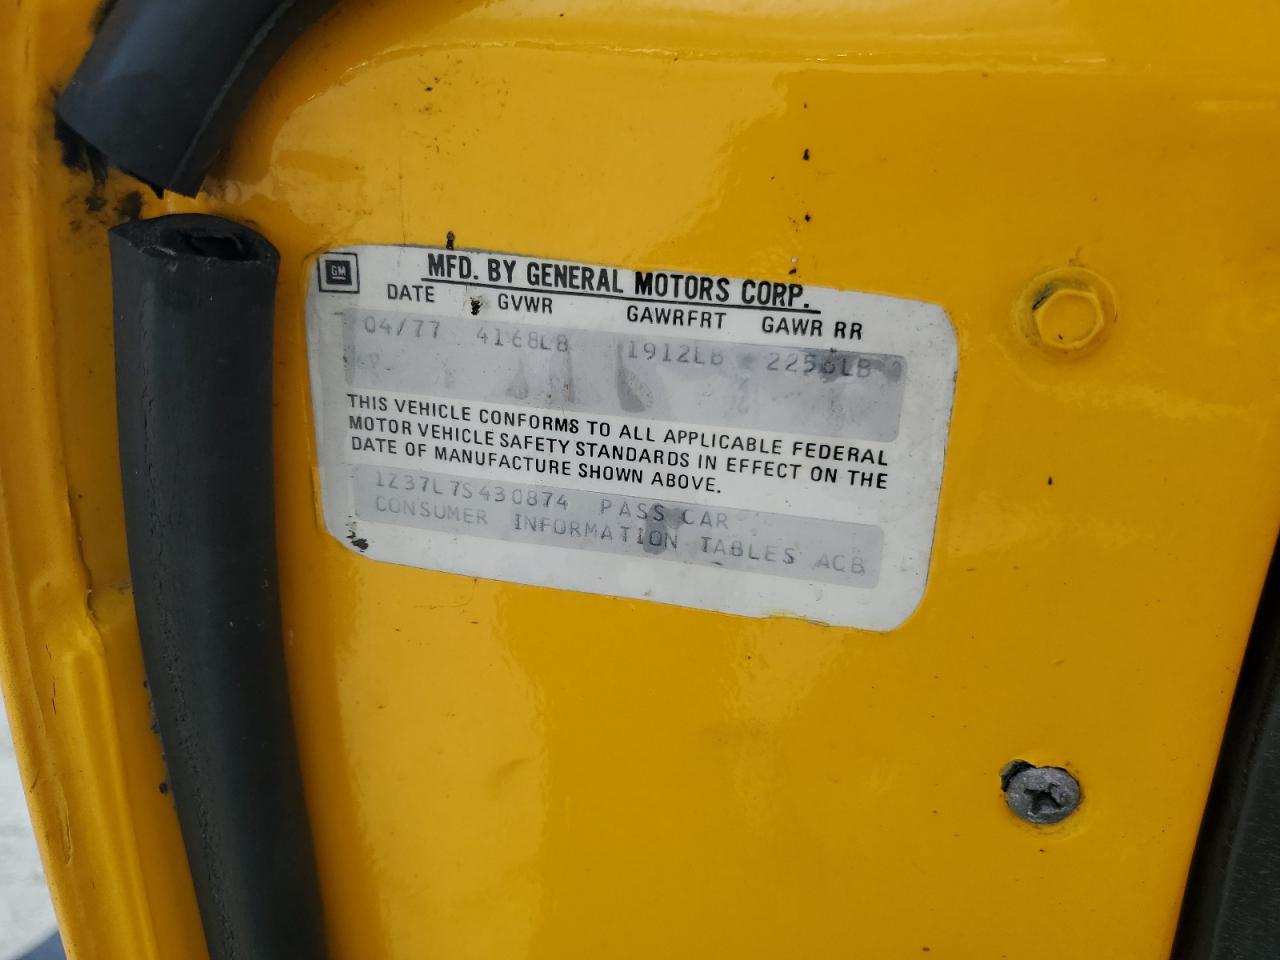 GM
MFD. BY GENERAL MOTORS CORP.
DATE GVWR GAWRFRT GAWR RR
04/77 4168LB 1912LB 2256LB
THIS VEHICLE CONFORMS TO ALL APPLICABLE FEDERAL
MOTOR VEHICLE SAFETY STANDARDS IN EFFECT ON THE
DATE OF MANUFACTURE SHOWN ABOVE.
1Z37L7S430874 PASS CAR
CONSUMER INFORMATION TABLES ACB